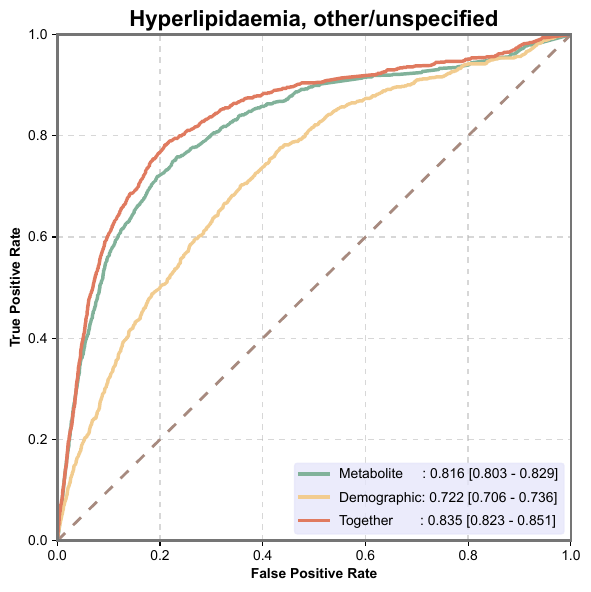 Hyperlipidaemia, other/unspecified
1.0
0.8
0.6
0.4
0.2
0.0
True Positive Rate
Metabolite : 0.816 [0.803 - 0.829]
Demographic: 0.722 [0.706 - 0.736]
Together : 0.835 [0.823 - 0.851]
0.0 0.2 0.4 0.6 0.8 1.0
False Positive Rate